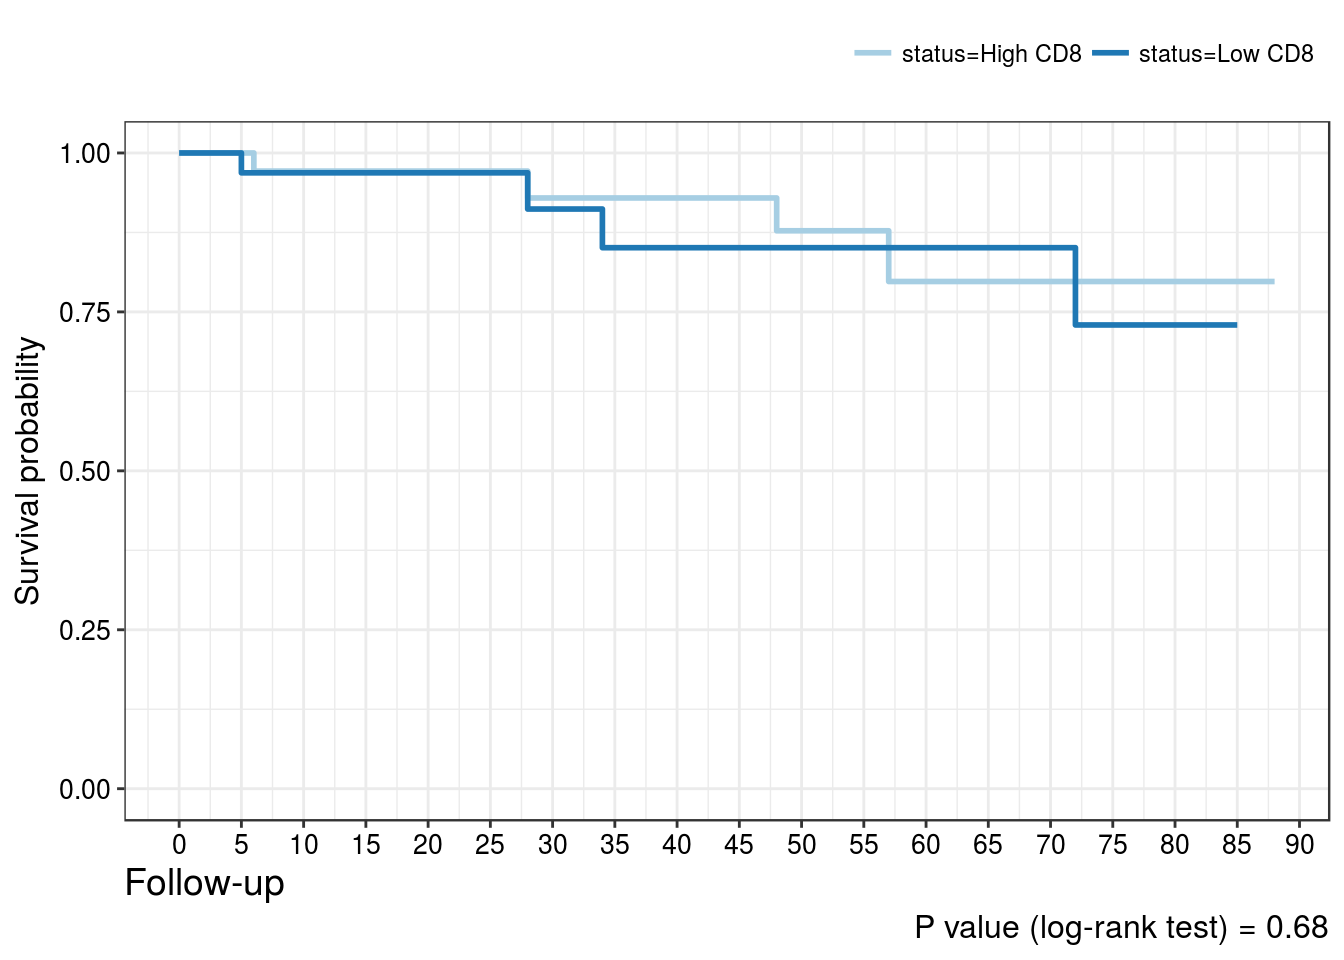 status=High CD8 status=Low CD8
Survival probability
1.00
0.75
0.50
0.25
0.00
0 5 10 15 20 25 30 35 40 45 50 55 60 65 70 75 80 85 90
Follow-up
P value (log-rank test) = 0.68